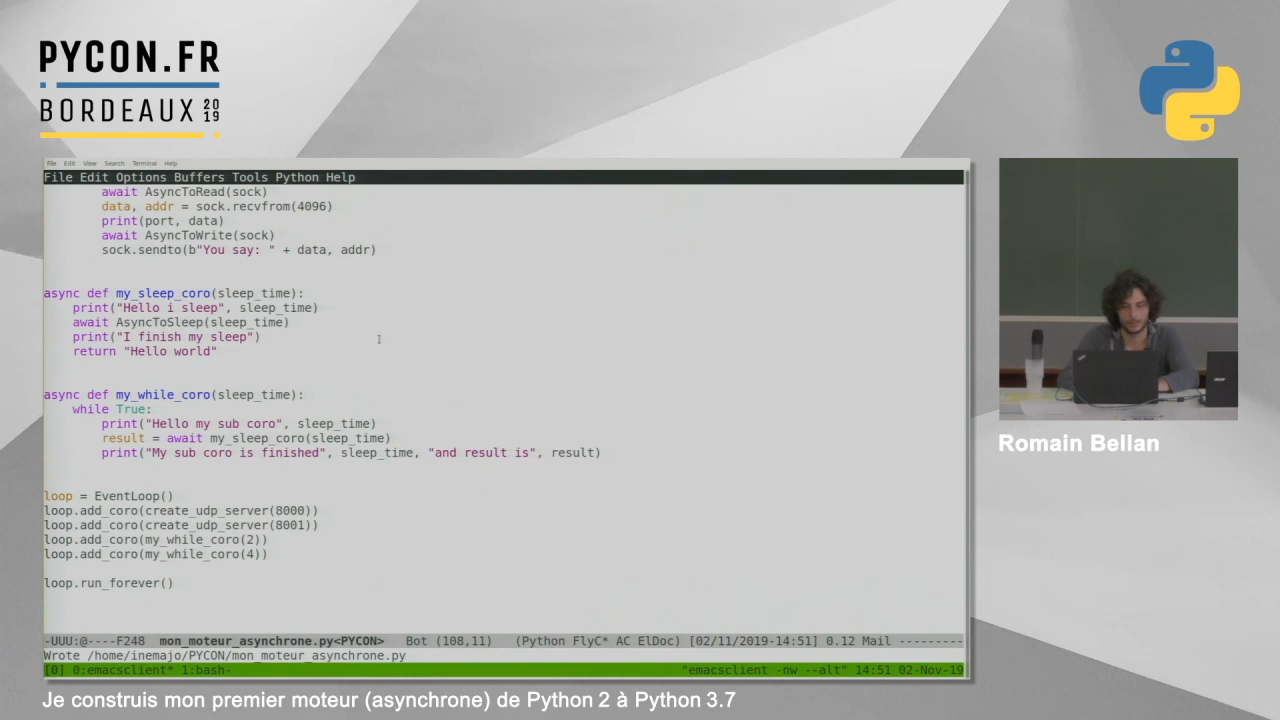 PYCON.FR
BORDEAUX 2019
File Edit View Search Terminal Help
File Edit Options Buffers Tools Python Help
await AsyncToRead(sock)
data, addr = sock.recvfrom(4096)
print(port, data)
await AsyncToWrite(sock)
sock.sendto(b"You say: " + data, addr)
async def my_sleep_coro(sleep_time):
print("Hello i sleep", sleep_time)
await AsyncToSleep(sleep_time)
print("I finish my sleep")
return "Hello world"
async def my_while_coro(sleep_time):
while True:
print("Hello my sub coro", sleep_time)
result = await my_sleep_coro(sleep_time)
print("My sub coro is finished", sleep_time, "and result is", result)
loop = EventLoop()
loop.add_coro(create_udp_server(8000))
loop.add_coro(create_udp_server(8001))
loop.add_coro(my_while_coro(2))
loop.add_coro(my_while_coro(4))
loop.run_forever()
-UUU:@----F248 mon_moteur_asynchrone.py<PYCON> Bot (108,11) (Python FlyC* AC ElDoc) [02/11/2019-14:51] 0.12 Mail ---------
Wrote /home/inemajo/PYCON/mon_moteur_asynchrone.py
[0] 0:emacsclient* 1:bash- "emacsclient -nw --alt" 14:51 02-Nov-19
Romain Bellan
Je construis mon premier moteur (asynchrone) de Python 2 à Python 3.7